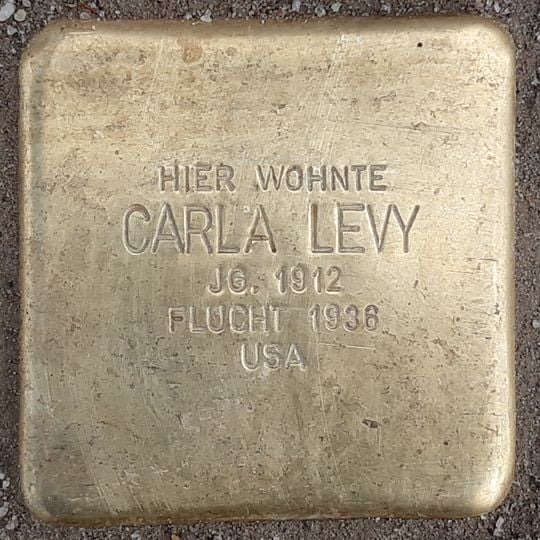 HIER WOHNTE
CARLA LEVY
JG. 1912
FLUCHT 1936
USA